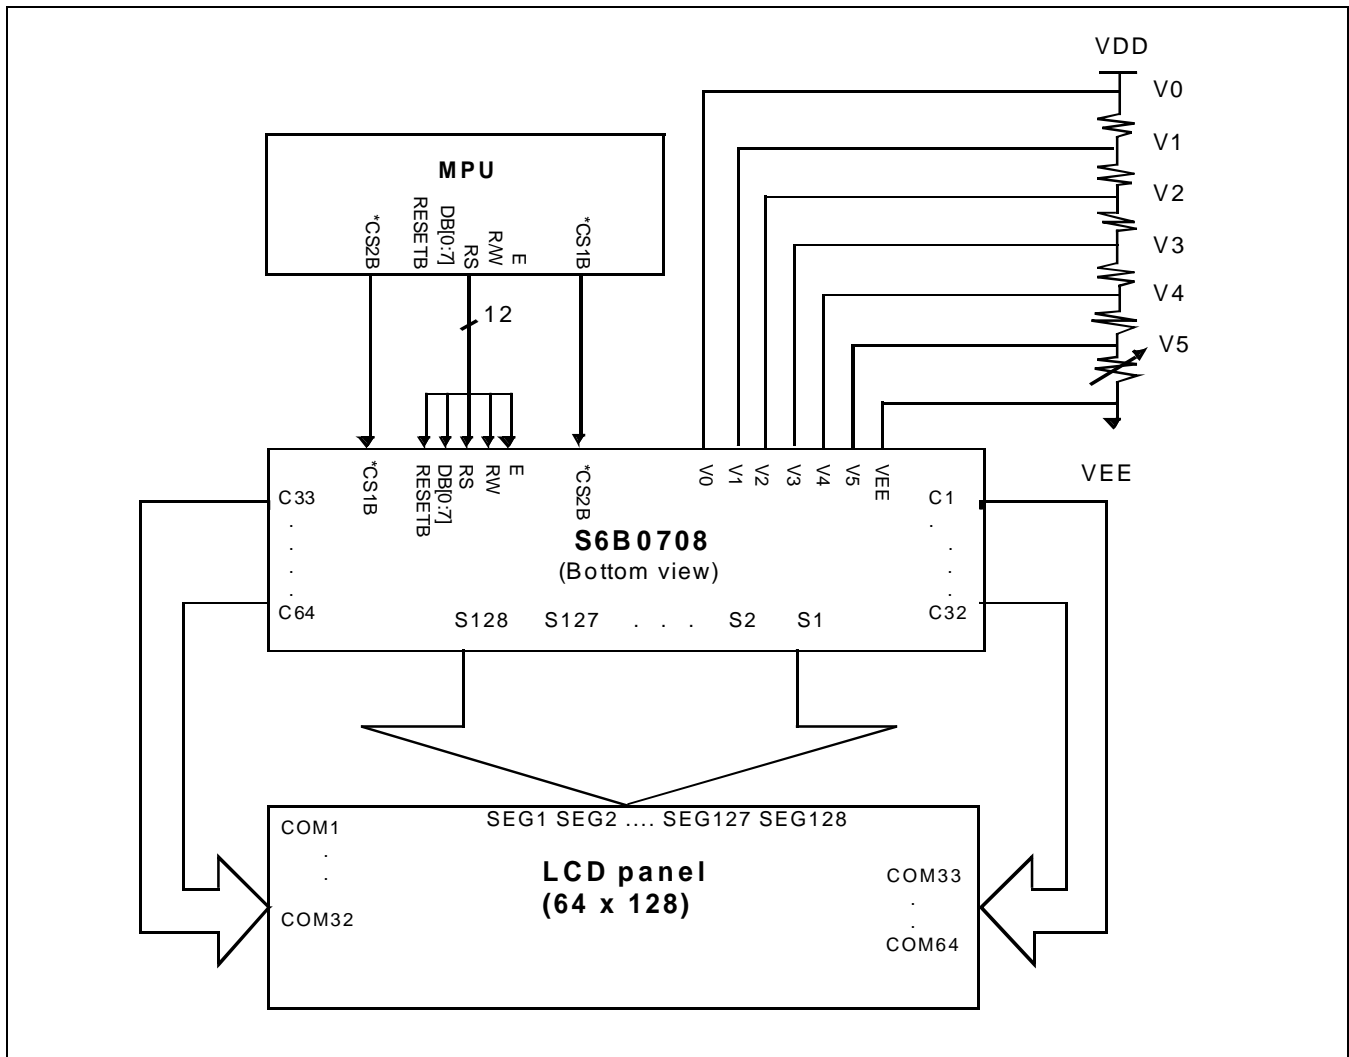 VDD
V0
V1
V2
V3
V4
V5
VEE
MPU
*CS2B
RESETB
DB[0:7]
RS
R/W
E
*CS1B
12
*CS1B
RESETB
DB[0:7]
RS
RW
E
*CS2B
V0
V1
V2
V3
V4
V5
VEE
C33
.
.
.
.
C64
S6B0708
(Bottom view)
C1
.
.
.
.
C32
S128 S127 . . . S2 S1
SEG1 SEG2 .... SEG127 SEG128
COM1
.
.
COM32
LCD panel
(64 x 128)
COM33
.
.
COM64